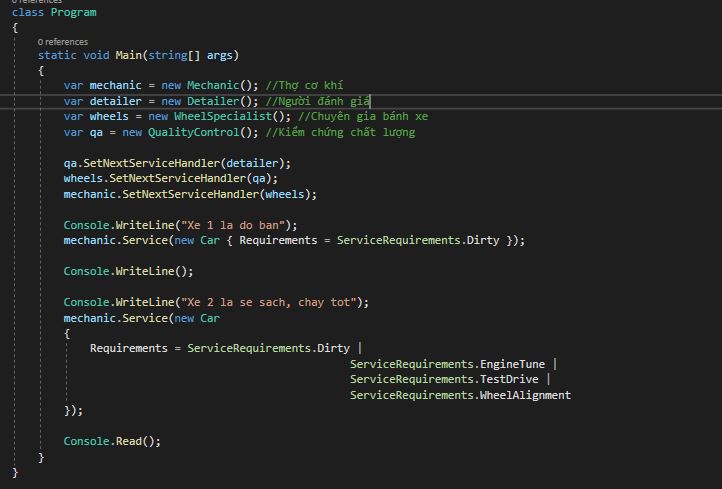 0 references
class Program
{
0 references
static void Main(string[] args)
{
var mechanic = new Mechanic(); //Thợ cơ khí
var detailer = new Detailer(); //Người đánh giá
var wheels = new WheelSpecialist(); //Chuyên gia bánh xe
var qa = new QualityControl(); //Kiểm chứng chất lượng
qa.SetNextServiceHandler(detailer);
wheels.SetNextServiceHandler(qa);
mechanic.SetNextServiceHandler(wheels);
Console.WriteLine("Xe 1 la do ban");
mechanic.Service(new Car { Requirements = ServiceRequirements.Dirty });
Console.WriteLine();
Console.WriteLine("Xe 2 la se sach, chay tot");
mechanic.Service(new Car
{
Requirements = ServiceRequirements.Dirty |
ServiceRequirements.EngineTune |
ServiceRequirements.TestDrive |
ServiceRequirements.WheelAlignment
});
Console.Read();
}
}